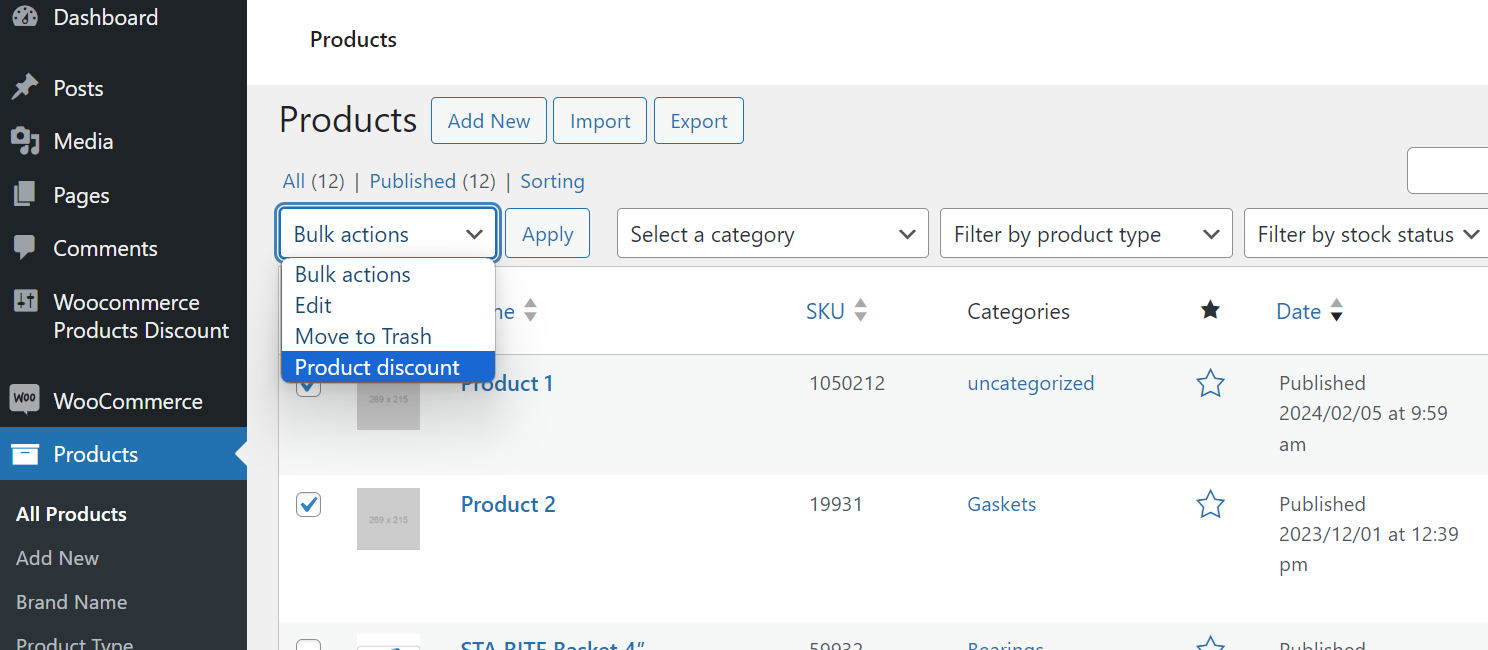 Dashboard
Posts
Media
Pages
Comments
Woocommerce
Products Discount
WooCommerce
Products
All Products
Add New
Brand Name
Product Type
Products
Products
Add New
Import
Export
All (12) | Published (12) | Sorting
Bulk actions
Apply
Select a category
Filter by product type
Filter by stock status
Bulk actions
Edit
Move to Trash
Product discount
SKU
Categories
Date
Product 1
269 x 215
1050212
uncategorized
Published
2024/02/05 at 9:59
am
Product 2
269 x 215
19931
Gaskets
Published
2023/12/01 at 12:39
pm
STA-RITE Basket 4"
59932
Bearings
Published